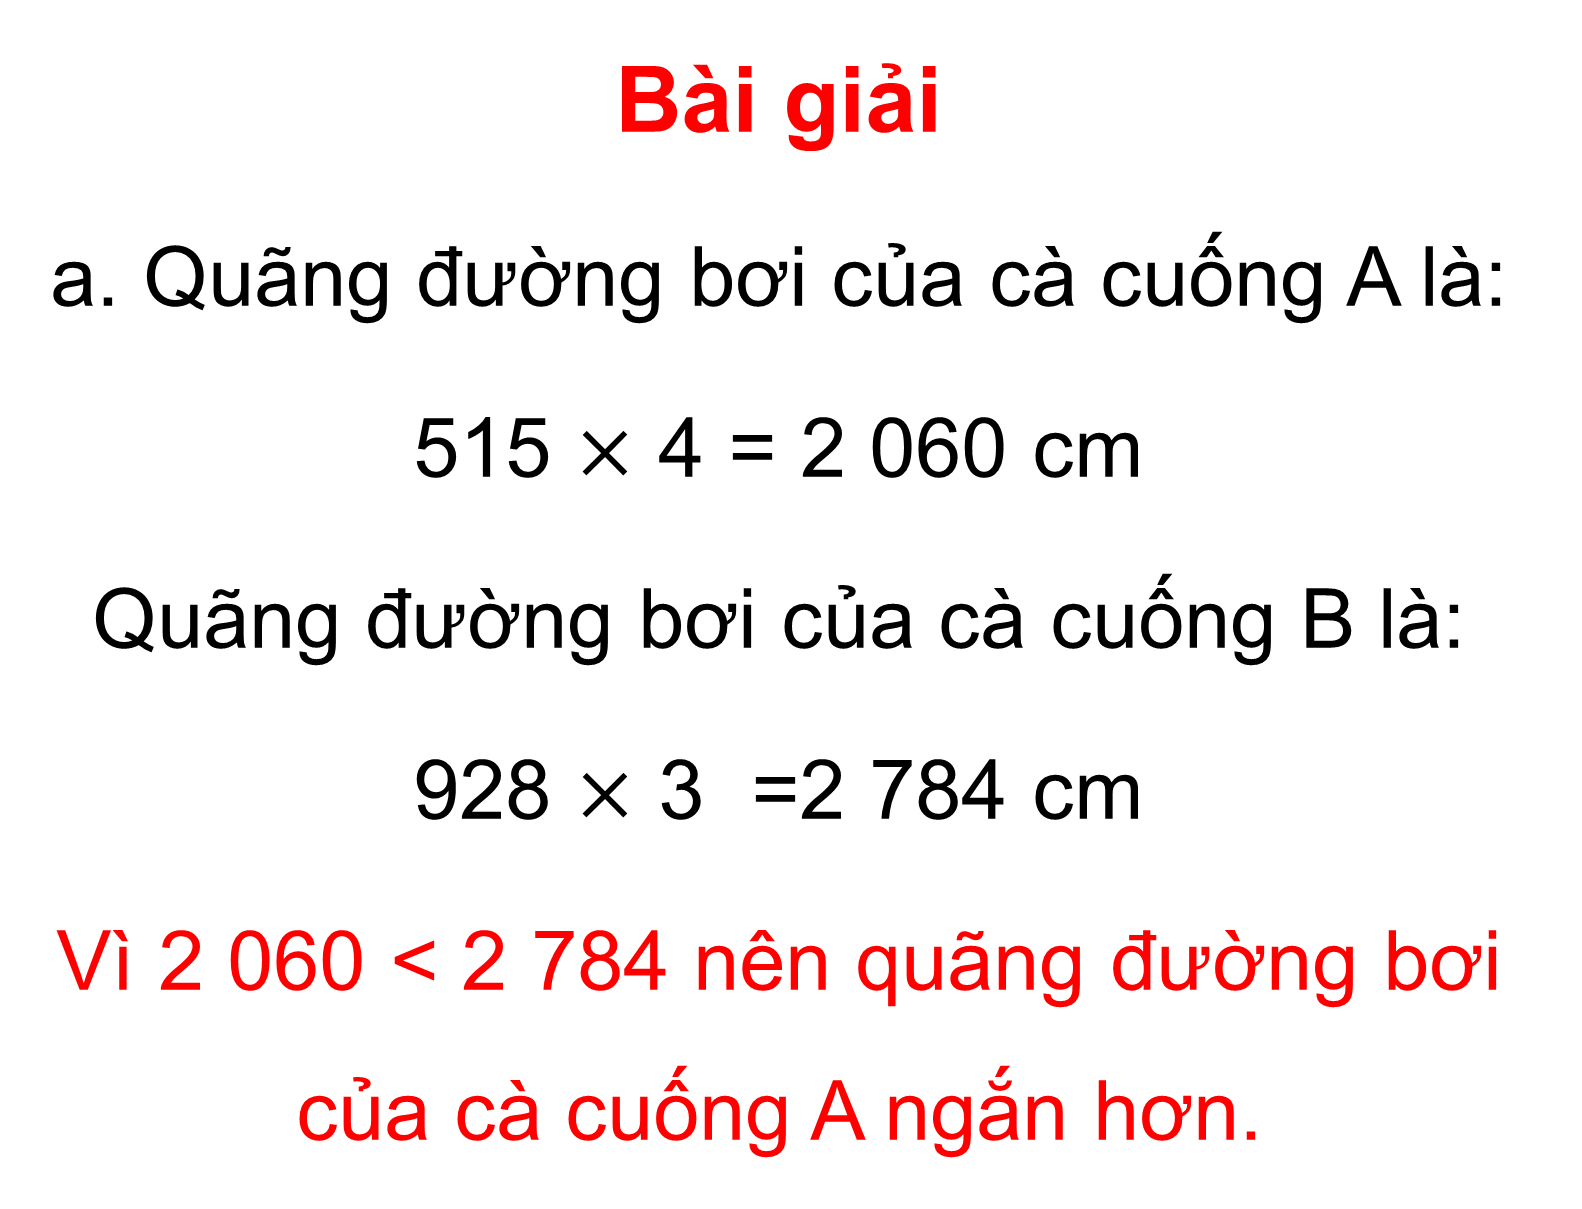 Bài giải
a. Quãng đường bơi của cà cuống A là:
515 × 4 = 2 060 cm
Quãng đường bơi của cà cuống B là:
928 × 3  =2 784 cm
Vì 2 060 < 2 784 nên quãng đường bơi
của cà cuống A ngắn hơn.